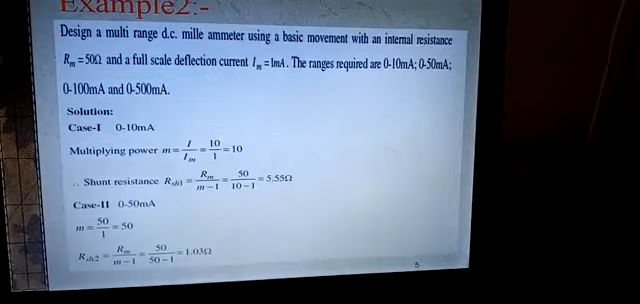 Example2:-
Design a multi range d.c. mille ammeter using a basic movement with an internal resistance
Rm = 50Ω and a full scale deflection current Im = 1mA. The ranges required are 0-10mA; 0-50mA;
0-100mA and 0-500mA.
Solution:
Case-I 0-10mA
Multiplying power m = I/Im = 10/1 = 10
∴ Shunt resistance Rsh1 = Rm/(m−1) = 50/(10−1) = 5.55Ω
Case-II 0-50mA
m = 50/1 = 50
Rsh2 = Rm/(m−1) = 50/(50−1) = 1.03Ω
5